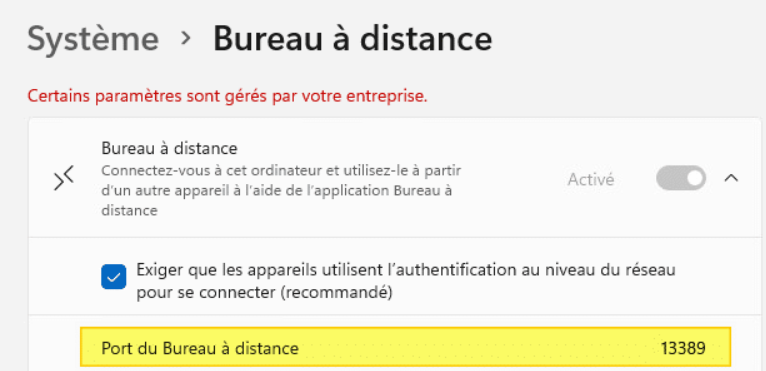 Système > Bureau à distance
Certains paramètres sont gérés par votre entreprise.
Bureau à distance
Connectez-vous à cet ordinateur et utilisez-le à partir
d'un autre appareil à l'aide de l'application Bureau à
distance
Activé
Exiger que les appareils utilisent l'authentification au niveau du réseau
pour se connecter (recommandé)
Port du Bureau à distance 13389